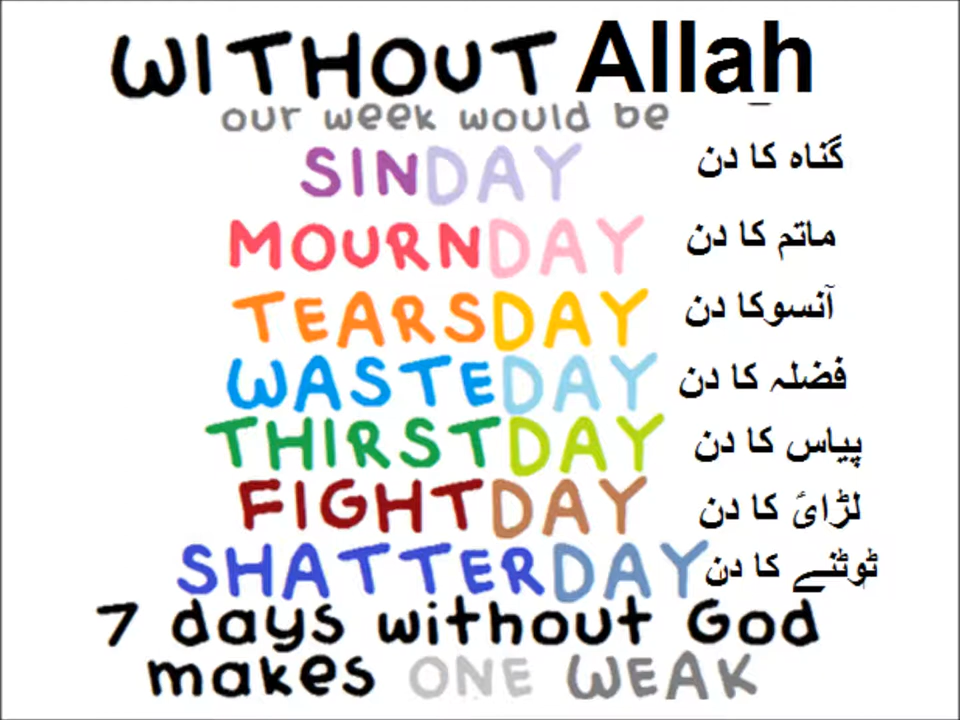 WITHOUT Allah
our week would be
SINDAY گناہ کا دن
MOURNDAY ماتم کا دن
TEARSDAY آنسوکا دن
WASTEDAY فضلہ کا دن
THIRSTDAY پیاس کا دن
FIGHTDAY لڑائ کا دن
SHATTERDAY ٹوٹنے کا دن
7 days without God
makes ONE WEAK